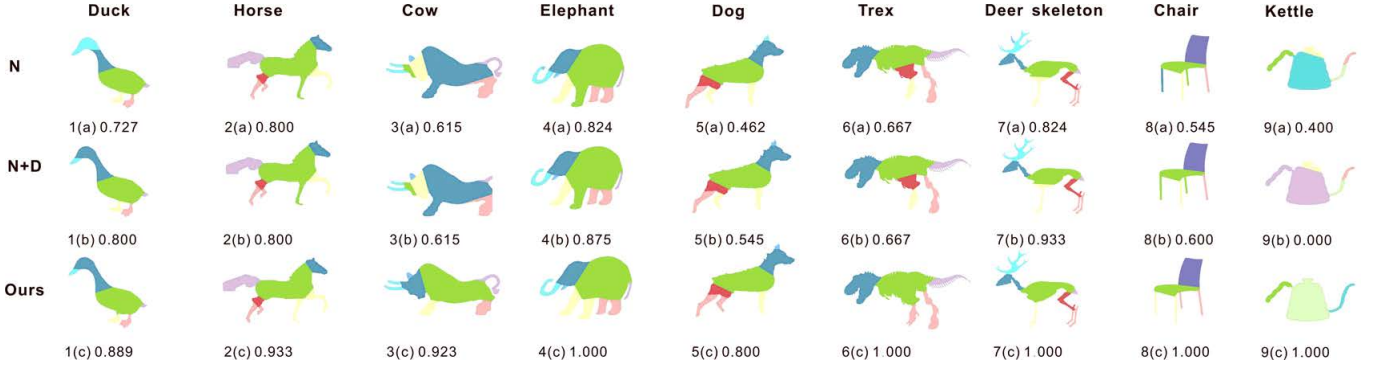 Duck Horse Cow Elephant Dog Trex Deer skeleton Chair Kettle
N
1(a) 0.727 2(a) 0.800 3(a) 0.615 4(a) 0.824 5(a) 0.462 6(a) 0.667 7(a) 0.824 8(a) 0.545 9(a) 0.400
N+D
1(b) 0.800 2(b) 0.800 3(b) 0.615 4(b) 0.875 5(b) 0.545 6(b) 0.667 7(b) 0.933 8(b) 0.600 9(b) 0.000
Ours
1(c) 0.889 2(c) 0.933 3(c) 0.923 4(c) 1.000 5(c) 0.800 6(c) 1.000 7(c) 1.000 8(c) 1.000 9(c) 1.000